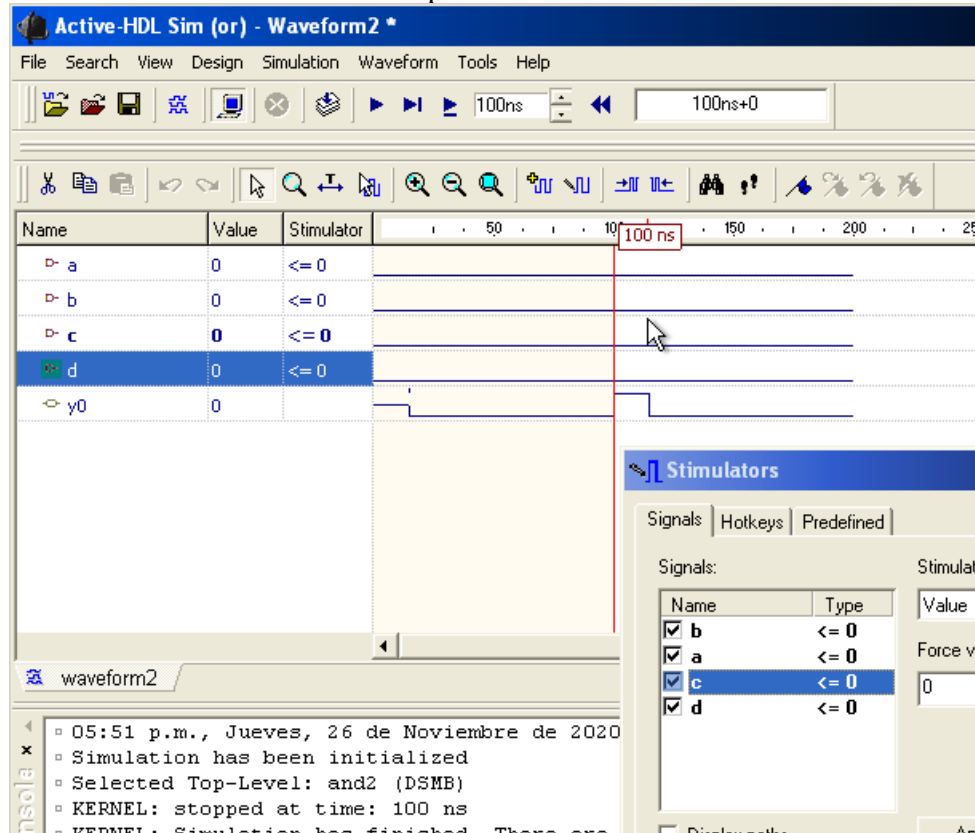 Active-HDL Sim (or) - Waveform2 *
File Search View Design Simulation Waveform Tools Help
100ns 100ns+0
Name Value Stimulator 50 100 ns 150 200
a 0 <= 0
b 0 <= 0
c 0 <= 0
d 0 <= 0
y0 0
Stimulators
Signals Hotkeys Predefined
Signals:
Name Type Value
b <= 0
a <= 0
c <= 0 0
d <= 0
waveform2
05:51 p.m., Jueves, 26 de Noviembre de 2020
Simulation has been initialized
Selected Top-Level: and2 (DSMB)
KERNEL: stopped at time: 100 ns